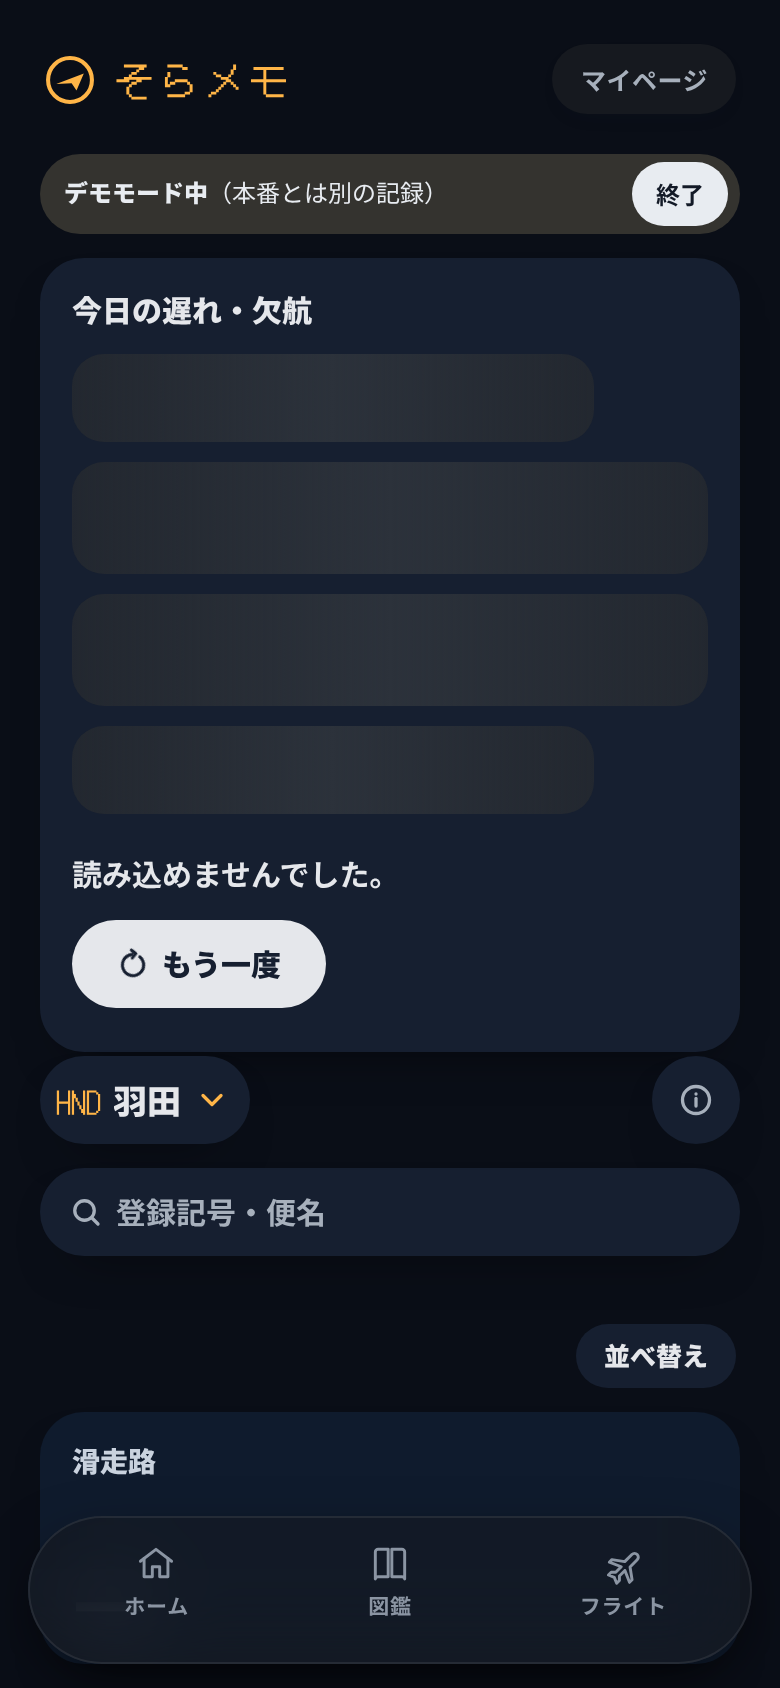 そらメモ
マイページ
デモモード中（本番とは別の記録）
終了
今日の遅れ・欠航
読み込めませんでした。
もう一度
HND 羽田
登録記号・便名
並べ替え
滑走路
ホーム
図鑑
フライト